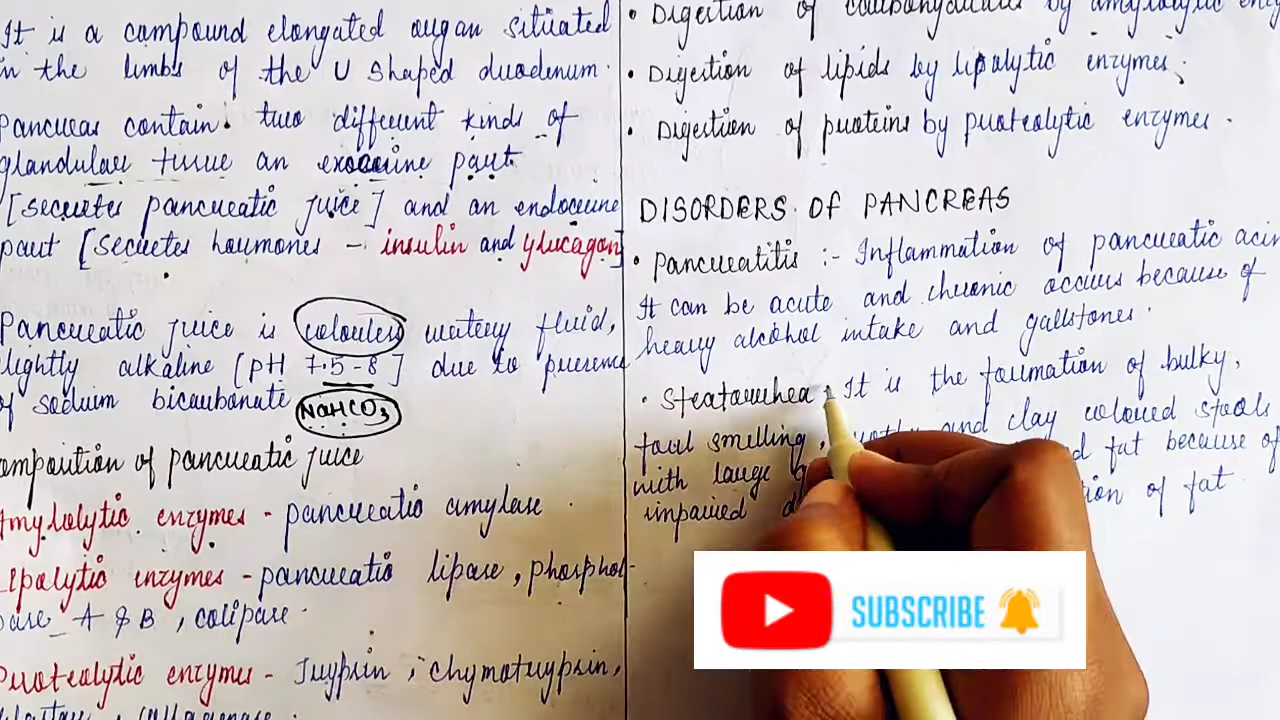 It is a compound elongated organ situated
in the limbs of the U shaped duodenum.
Pancreas contain two different kinds of
glandular tissue an exocrine part
[secretes pancreatic juice] and an endocrine
part [secretes hormones - insulin and glucagon]
Pancreatic juice is colourless watery fluid,
slightly alkaline [pH 7.5-8] due to presence
of sodium bicarbonate NaHCO3
composition of pancreatic juice
Amylolytic enzymes - pancreatic amylase.
Lipolytic enzymes - pancreatic lipase, phosphol-
A & B, colipase.
Proteolytic enzymes - Trypsin, chymotrypsin,
collagenase.
• Digestion of carbohydrates by amylolytic
• Digestion of lipids by lipolytic enzymes.
• Digestion of proteins by proteolytic enzymes.
DISORDERS OF PANCREAS
• Pancreatitis :- Inflammation of pancreatic
It can be acute and chronic occurs because of
heavy alcohol intake and gallstones.
• Steatorrhea It is the formation of bulky,
foul smelling, and clay coloured stools
with large fat because of
impaired of fat
SUBSCRIBE